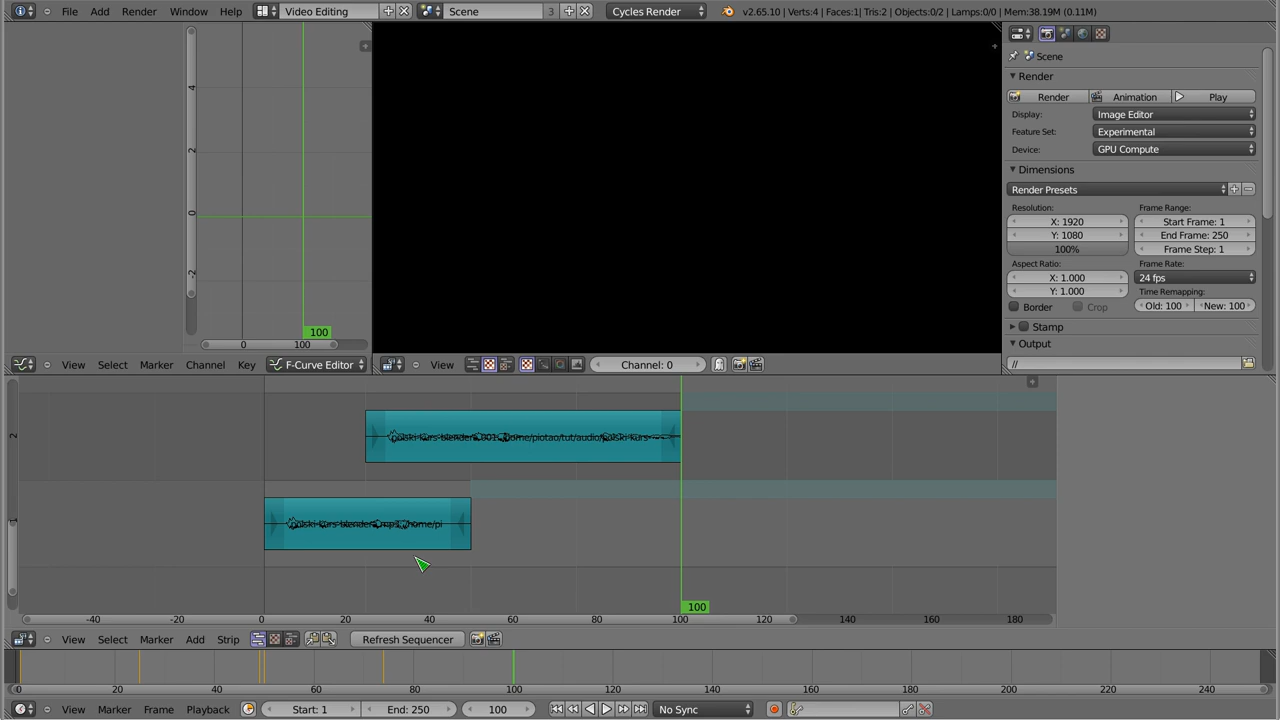 File Add Render Window Help Video Editing Scene 3 Cycles Render v2.65.10 | Verts:4 | Faces:1| Tris:2 | Objects:0/2 | Lamps:0/0 | Mem:38.19M (0.11M)
4
2
0
-2
100
0 100
View Select Marker Channel Key F-Curve Editor
View Channel: 0
Scene
Render
Render Animation Play
Display: Image Editor
Feature Set: Experimental
Device: GPU Compute
Dimensions
Render Presets
Resolution: Frame Range:
X: 1920 Start Frame: 1
Y: 1080 End Frame: 250
100% Frame Step: 1
Aspect Ratio: Frame Rate:
X: 1.000 24 fps
Y: 1.000 Time Remapping:
Border Crop Old: 100 New: 100
Stamp
Output
//
2
1
100
-40 -20 0 20 40 60 80 100 120 140 160 180
View Select Marker Add Strip Refresh Sequencer
0 20 40 60 80 100 120 140 160 180 200 220 240
View Marker Frame Playback Start: 1 End: 250 100 No Sync